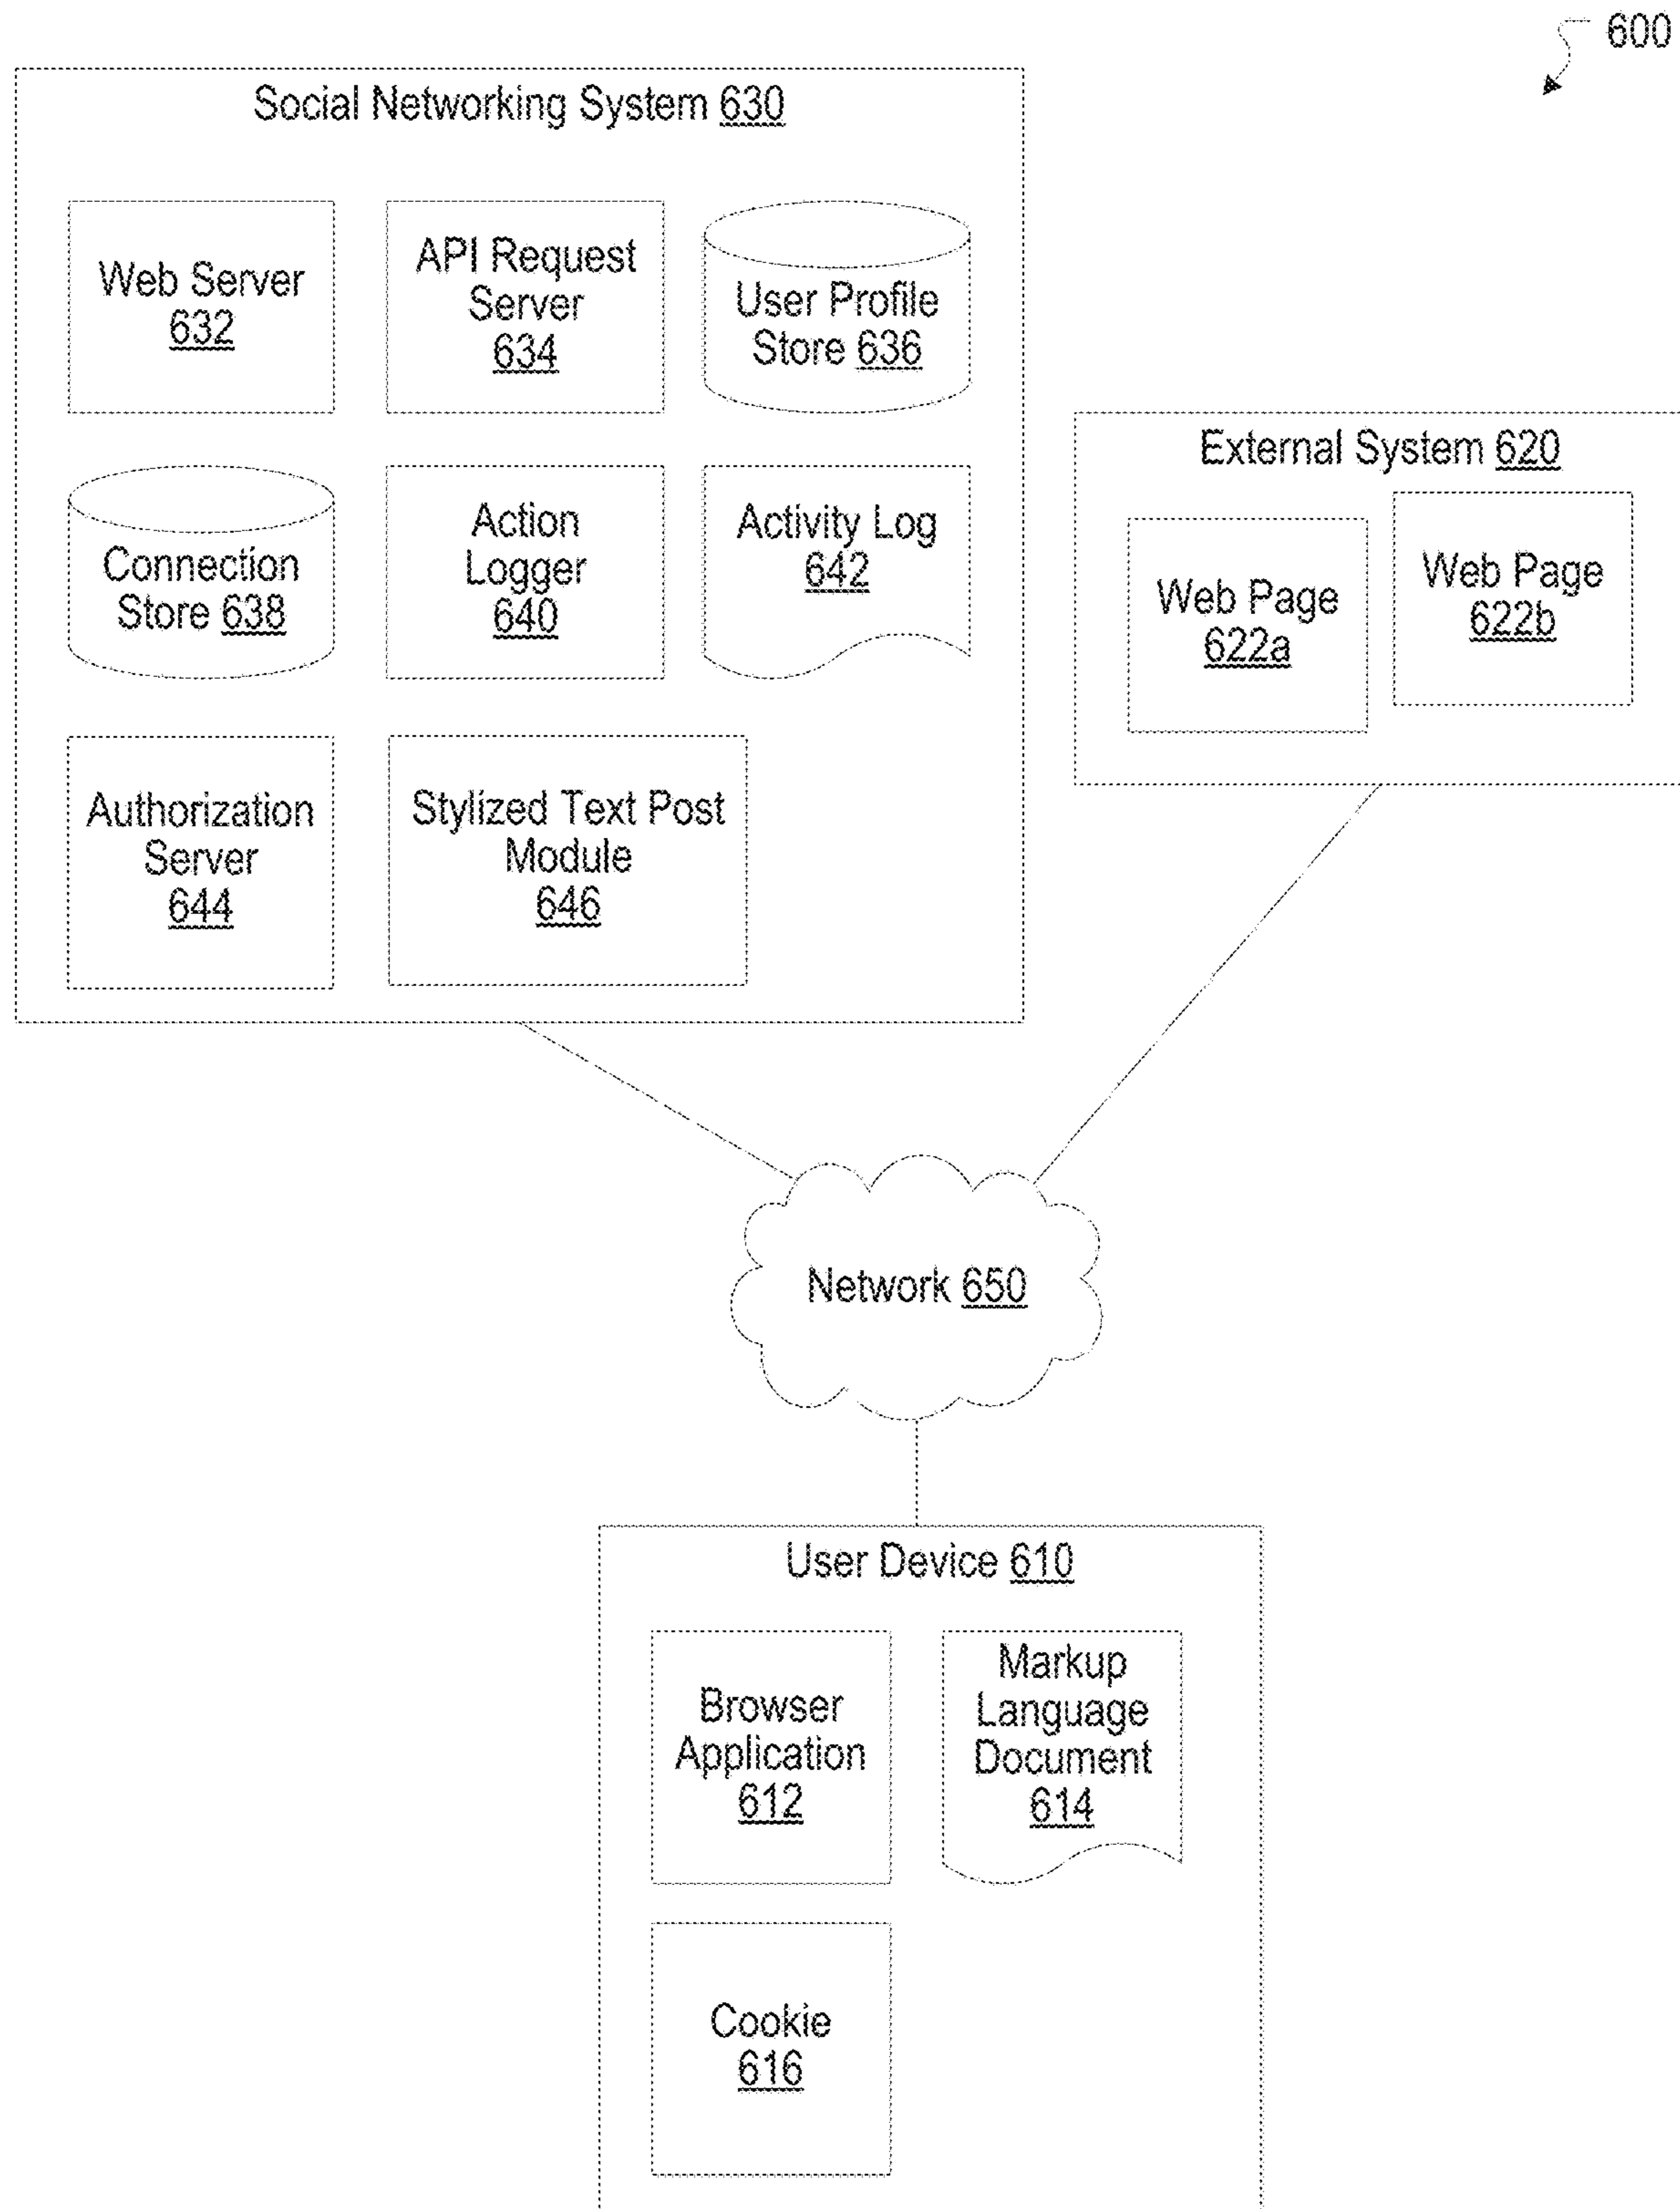 600
Social Networking System 630
Web Server
632
API Request
Server
634
User Profile
Store 636
Connection
Store 638
Action
Logger
640
Activity Log
642
Authorization
Server
644
Stylized Text Post
Module
646
External System 620
Web Page
622a
Web Page
622b
Network 650
User Device 610
Browser
Application
612
Markup
Language
Document
614
Cookie
616